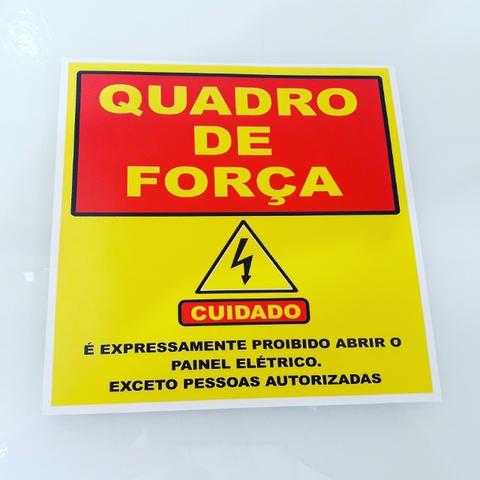 QUADRO
DE
FORÇA
CUIDADO
É EXPRESSAMENTE PROIBIDO ABRIR O
PAINEL ELÉTRICO.
EXCETO PESSOAS AUTORIZADAS